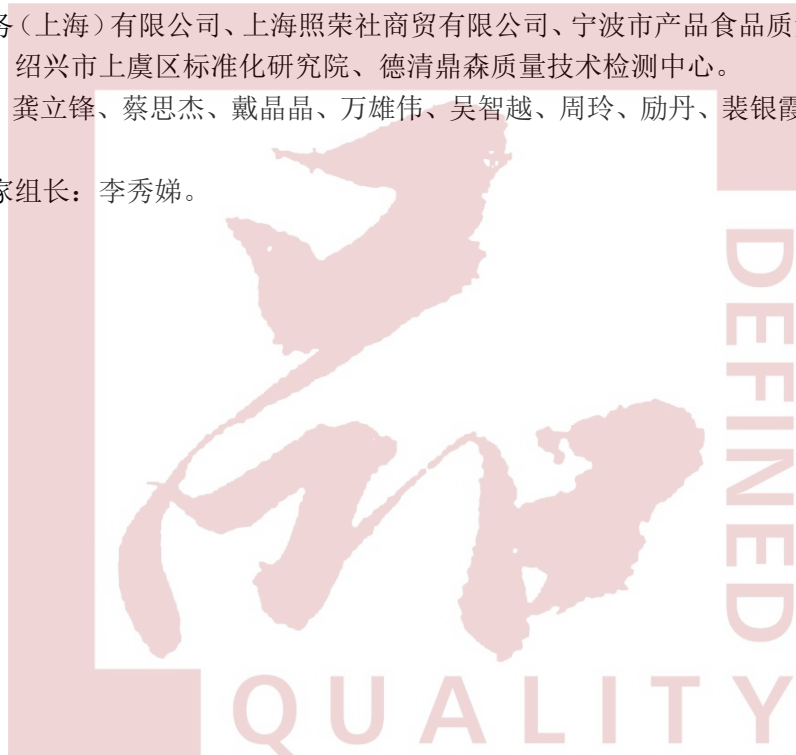 务（上海）有限公司、上海照荣社商贸有限公司、宁波市产品食品质
绍兴市上虞区标准化研究院、德清鼎森质量技术检测中心。
龚立锋、蔡思杰、戴晶晶、万雄伟、吴智越、周玲、励丹、裴银霞
家组长：李秀娣。
DEFINED
QUALITY